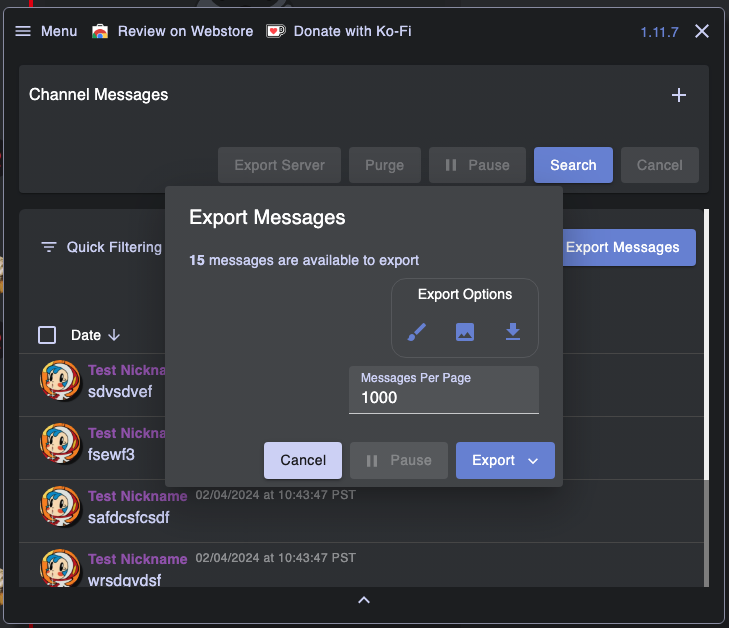 Menu Review on Webstore Donate with Ko-Fi 1.11.7
Channel Messages
Export Server Purge Pause Search Cancel
Export Messages
15 messages are available to export
Quick Filtering
Export Messages
Export Options
Date
Messages Per Page
1000
Cancel Pause Export
Test Nickna
sdvsdvef
Test Nickna
fsewf3
Test Nickname 02/04/2024 at 10:43:47 PST
safdcsfcsdf
Test Nickname 02/04/2024 at 10:43:47 PST
wrsdgvdsf